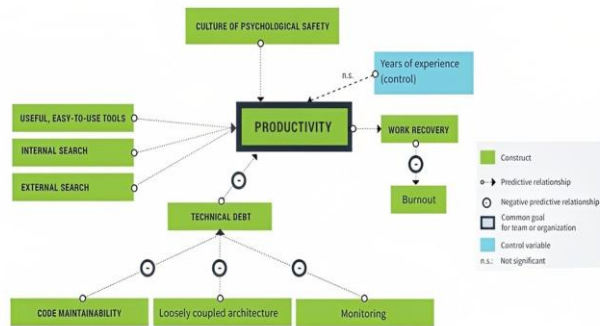 CULTURE OF PSYCHOLOGICAL SAFETY
n.s.
Years of experience
(control)
USEFUL, EASY-TO-USE TOOLS
INTERNAL SEARCH
EXTERNAL SEARCH
PRODUCTIVITY
WORK RECOVERY
Burnout
TECHNICAL DEBT
CODE MAINTAINABILITY
Loosely coupled architecture
Monitoring
Construct
Predictive relationship
Negative predictive relationship
Common goal
for team or organization
Control variable
n.s.: Not significant